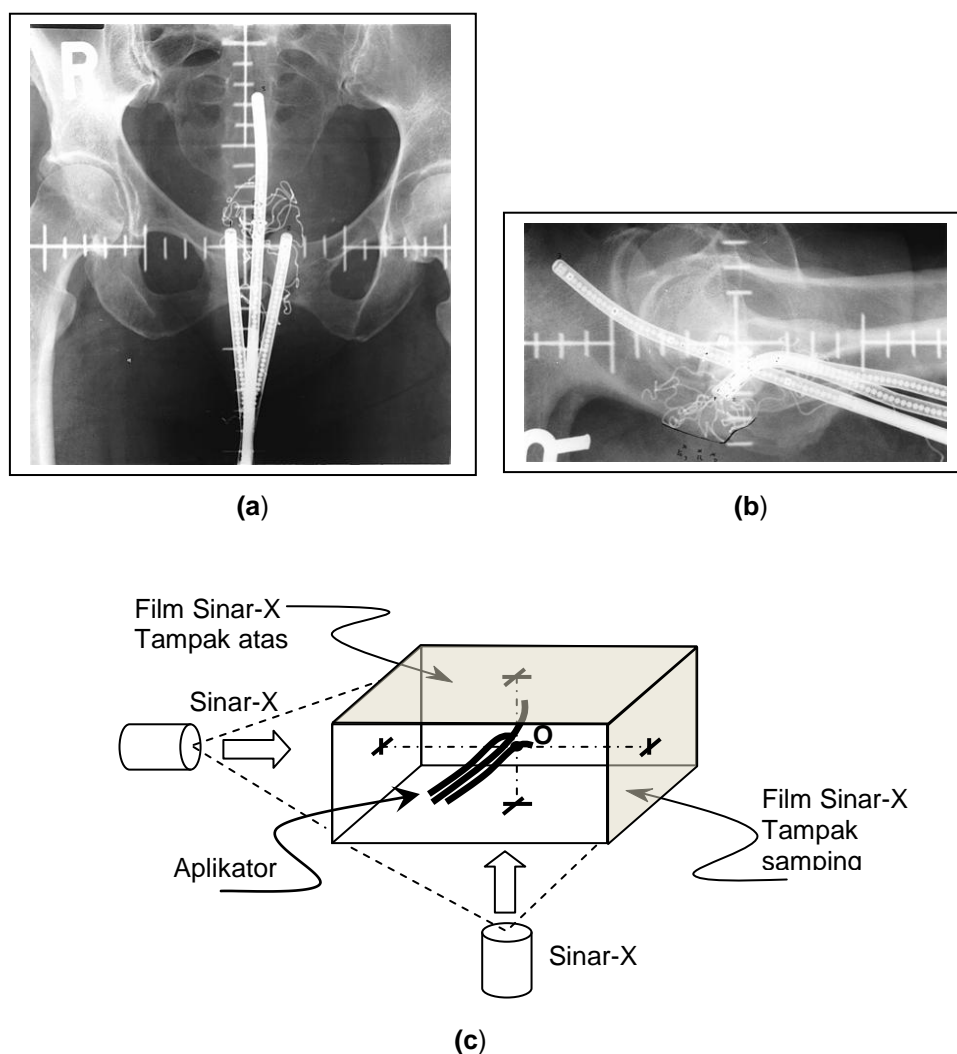 R
(a)
(b)
Film Sinar-X
Tampak atas
Sinar-X
O
Film Sinar-X
Tampak
samping
Aplikator
Sinar-X
(c)